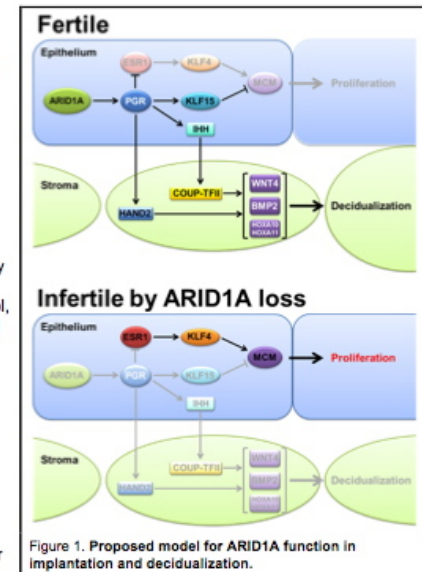 Fertile
Epithelium
ESR1
KLF4
MCM
Proliferation
ARID1A
PGR
KLF15
IHH
Stroma
COUP-TFII
WNT4
BMP2
HAND2
HOXA10
HOXA11
Decidualization
Infertile by ARID1A loss
Epithelium
ESR1
KLF4
MCM
Proliferation
ARID1A
PGR
KLF15
IHH
Stroma
COUP-TFII
WNT4
BMP2
HAND2
HOXA10
Decidualization
Figure 1. Proposed model for ARID1A function in
implantation and decidualization.